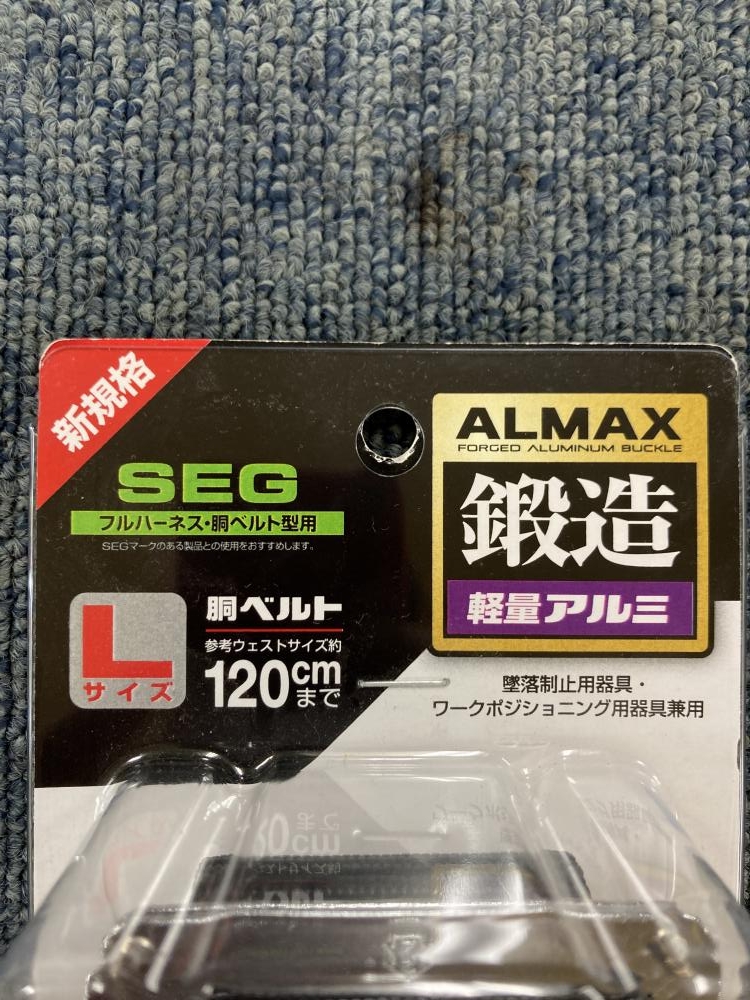 新規格
SEG
フルハーネス・胴ベルト型用
SEGマークのある製品との使用をおすすめします。
L
サイズ
胴ベルト
参考ウェストサイズ約
120cmまで
ALMAX
FORGED ALUMINUM BUCKLE
鍛造
軽量アルミ
墜落制止用器具・
ワークポジショニング用器具兼用